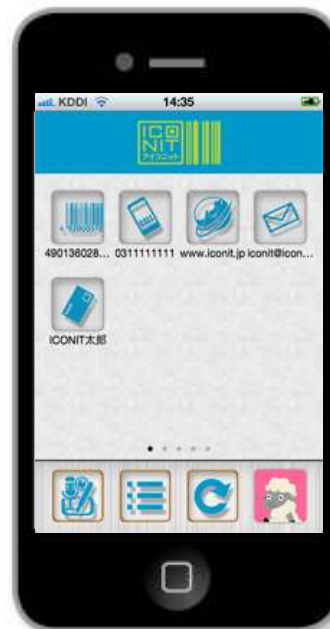 KDDI 14:35
ICO
NIT
アイコニット
490136028... 0311111111 www.iconit.jp iconit@icon...
ICONIT太郎